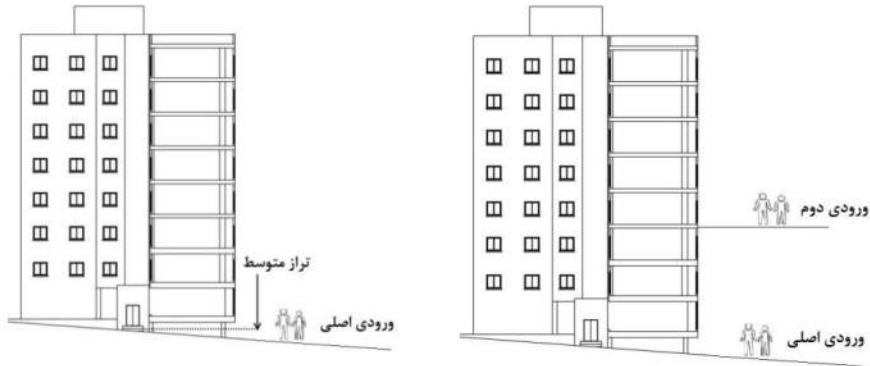 تراز متوسط
ورودی اصلی
ورودی دوم
ورودی اصلی